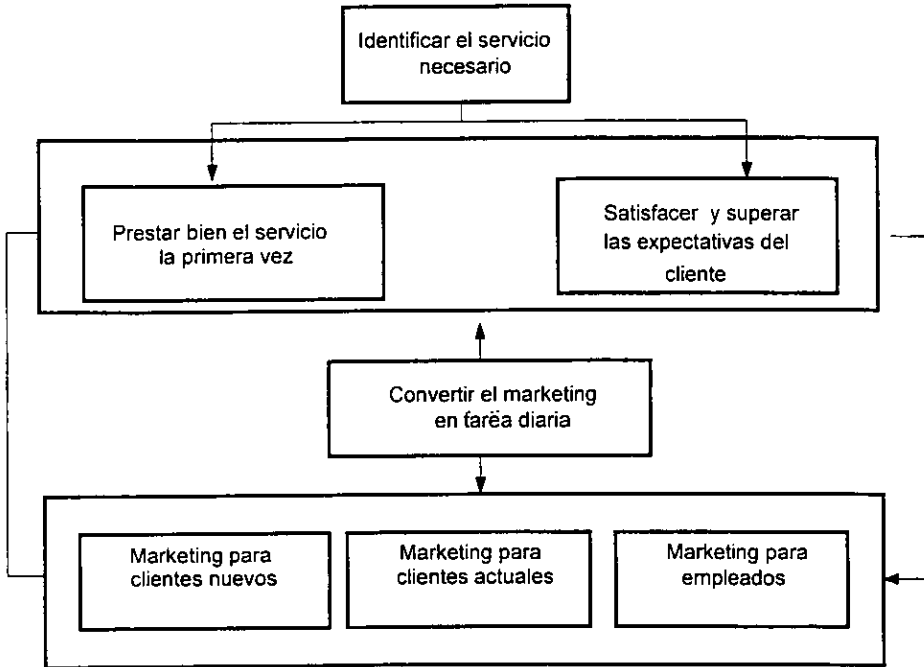 Identificar el servicio
necesario
Prestar bien el servicio
la primera vez
Satisfacer y superar
las expectativas del
cliente
Convertir el marketing
en tarea diaria
Marketing para
clientes nuevos
Marketing para
clientes actuales
Marketing para
empleados